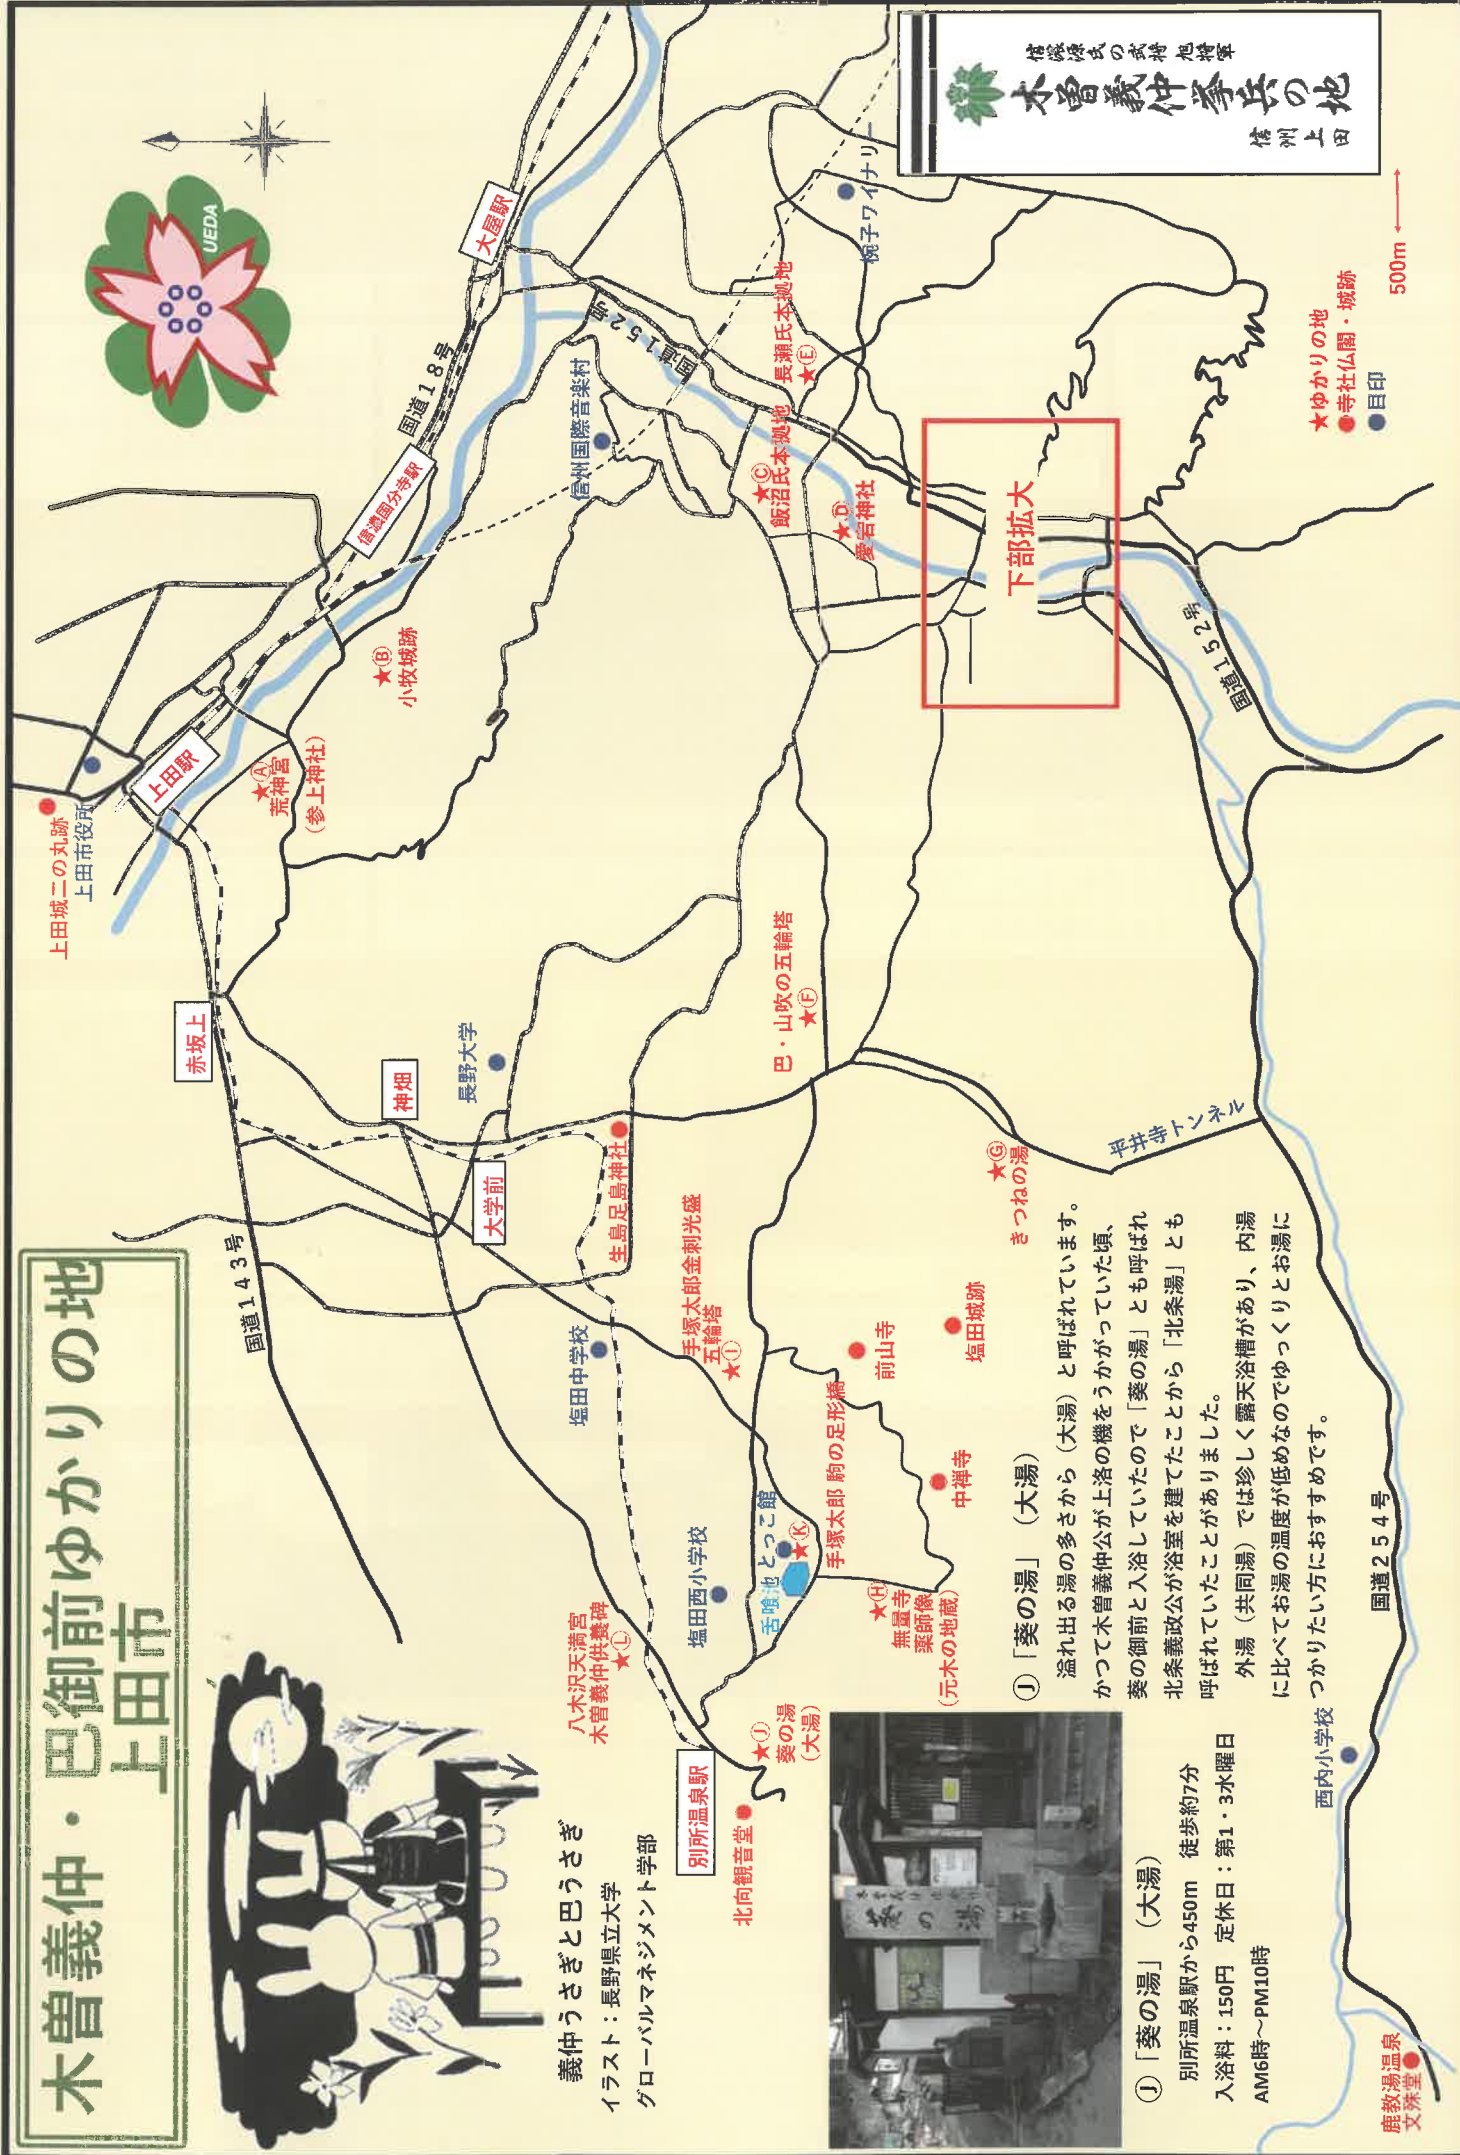 木曽義仲・巴御前ゆかりの地
上田市
UEDA
信濃源氏の武将 旭将軍
木曽義仲挙兵の地
信州上田
上田城二の丸跡
上田市役所
上田駅
★Ⓐ
荒神宮
(参上神社)
★Ⓑ
小牧城跡
信濃国分寺駅
国道18号
大屋駅
赤坂上
神畑
長野大学
大学前
国道143号
生島足島神社
信州国際音楽村
国道152号
★Ⓒ
飯沼氏本拠地
長瀬氏本拠地
★Ⓔ
椀子ワイナリー
★Ⓓ
愛宕神社
下部拡大
巴・山吹の五輪塔
★Ⓕ
★Ⓖ
きつねの湯
平井寺トンネル
国道152号
塩田中学校
手塚太郎金刺光盛
五輪塔
★Ⓘ
前山寺
塩田城跡
中禅寺
手塚太郎 駒の足形橋
塩田西小学校
舌喰池
とっこ館
★Ⓚ
★Ⓗ
無量寺
薬師像
(元木の地蔵)
八木沢天満宮
木曽義仲供養碑
★Ⓛ
別所温泉駅
★Ⓙ
葵の湯
(大湯)
北向観音堂
義仲うさぎと巴うさぎ
イラスト：長野県立大学
グローバルマネジメント学部
葵の湯
Ⓙ「葵の湯」（大湯）
溢れ出る湯の多さから（大湯）と呼ばれています。
かつて木曽義仲公が上洛の機をうかがっていた頃、
葵の御前と入浴していたので「葵の湯」とも呼ばれ
北条義政公が浴室を建てたことから「北条湯」とも
呼ばれていたことがありました。
外湯（共同湯）では珍しく露天浴槽があり、内湯
に比べてお湯の温度が低めなのでゆっくりとお湯に
つかりたい方におすすめです。
Ⓙ「葵の湯」（大湯）
別所温泉駅から450m　徒歩約7分
入浴料：150円　定休日：第1・3水曜日
AM6時～PM10時
西内小学校
国道254号
鹿教湯温泉
文殊堂
★ゆかりの地
●寺社仏閣・城跡
●目印
500m